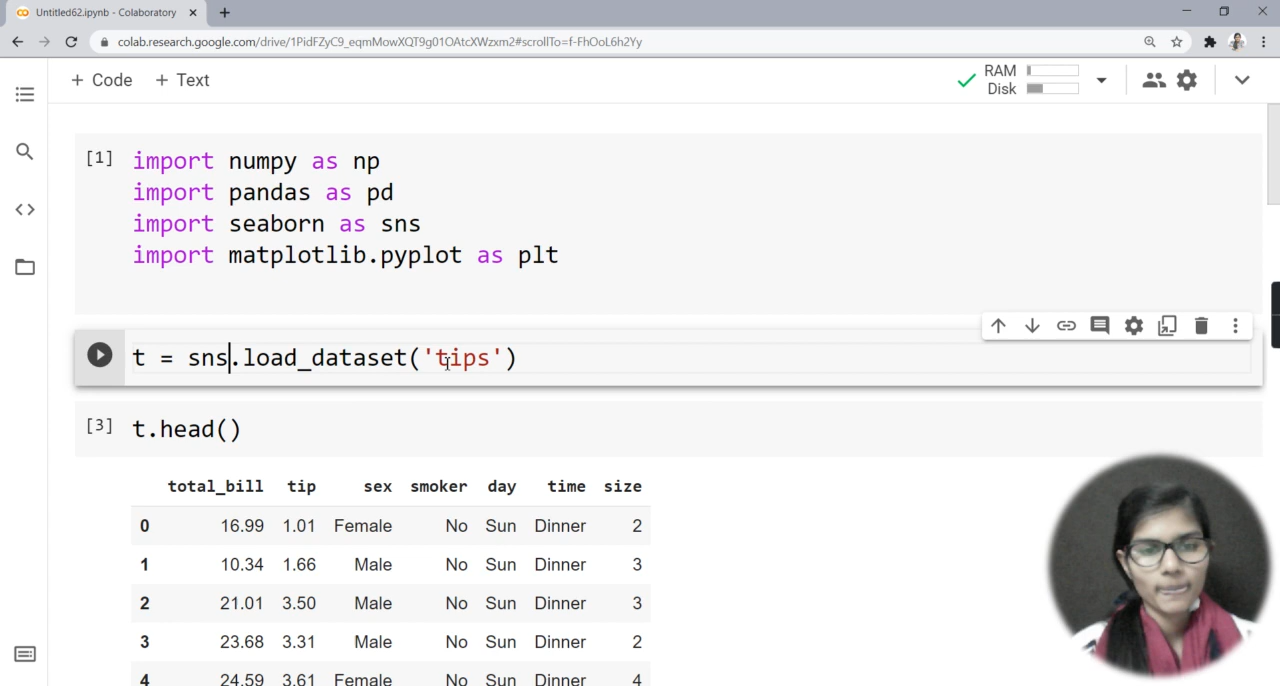 Untitled62.ipynb - Colaboratory
colab.research.google.com/drive/1PidFZyC9_eqmMowXQT9g01OAtcXWzxm2#scrollTo=f-FhOoL6h2Yy
+ Code + Text
RAM
Disk
[1] import numpy as np
import pandas as pd
import seaborn as sns
import matplotlib.pyplot as plt
t = sns.load_dataset('tips')
[3] t.head()
total_bill tip sex smoker day time size
0 16.99 1.01 Female No Sun Dinner 2
1 10.34 1.66 Male No Sun Dinner 3
2 21.01 3.50 Male No Sun Dinner 3
3 23.68 3.31 Male No Sun Dinner 2
4 24.59 3.61 Female No Sun Dinner 4